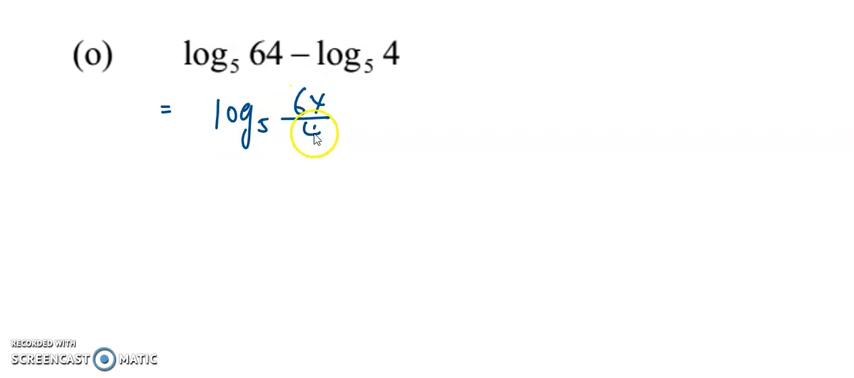 (o) log₅ 64 – log₅ 4
= log₅ 64/4
RECORDED WITH
SCREENCAST MATIC